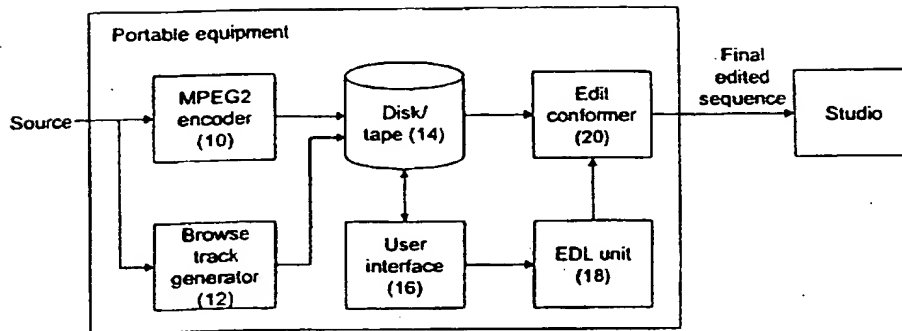 Portable equipment
Source
MPEG2
encoder
(10)
Disk/
tape (14)
Edit
conformer
(20)
Final
edited
sequence
Studio
Browse
track
generator
(12)
User
interface
(16)
EDL unit
(18)